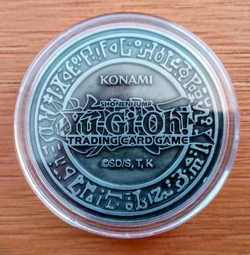 KONAMI
SHONEN JUMP
Yu-Gi-Oh!
TRADING CARD GAME
©SD/S, T, K